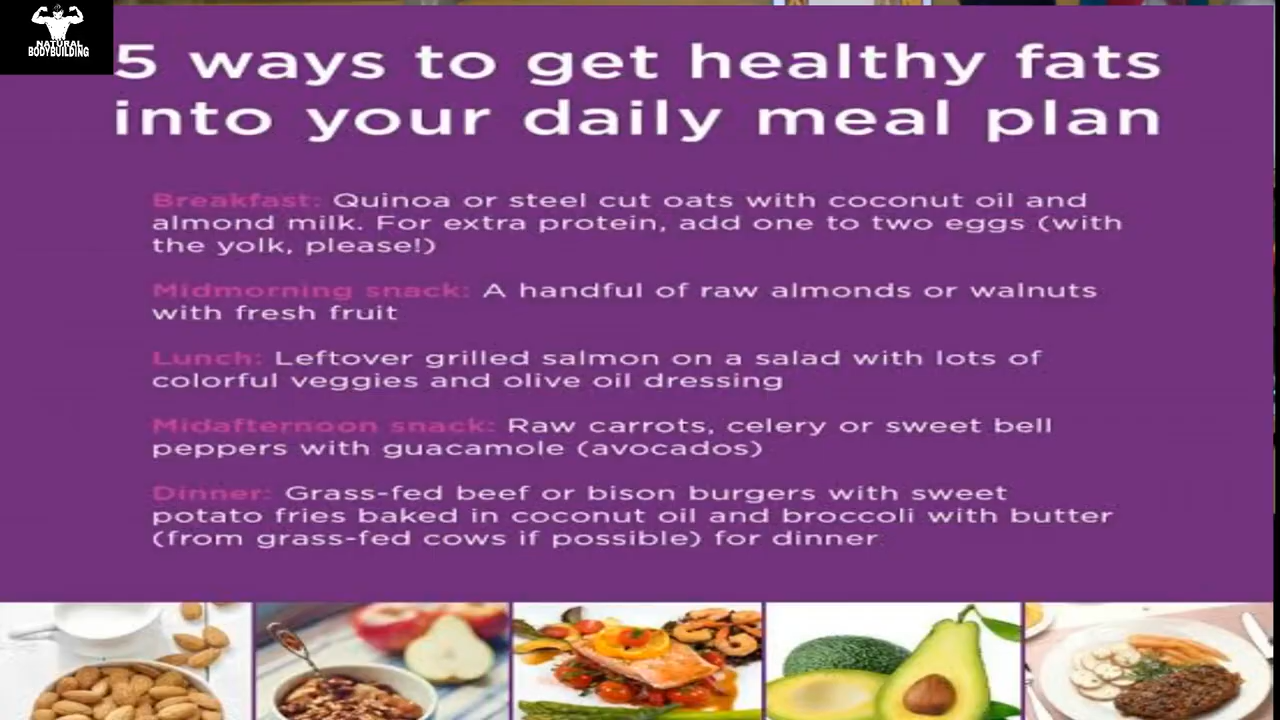 NATURAL
BODYBUILDING
5 ways to get healthy fats
into your daily meal plan
Breakfast: Quinoa or steel cut oats with coconut oil and
almond milk. For extra protein, add one to two eggs (with
the yolk, please!)
Midmorning snack: A handful of raw almonds or walnuts
with fresh fruit
Lunch: Leftover grilled salmon on a salad with lots of
colorful veggies and olive oil dressing
Midafternoon snack: Raw carrots, celery or sweet bell
peppers with guacamole (avocados)
Dinner: Grass-fed beef or bison burgers with sweet
potato fries baked in coconut oil and broccoli with butter
(from grass-fed cows if possible) for dinner